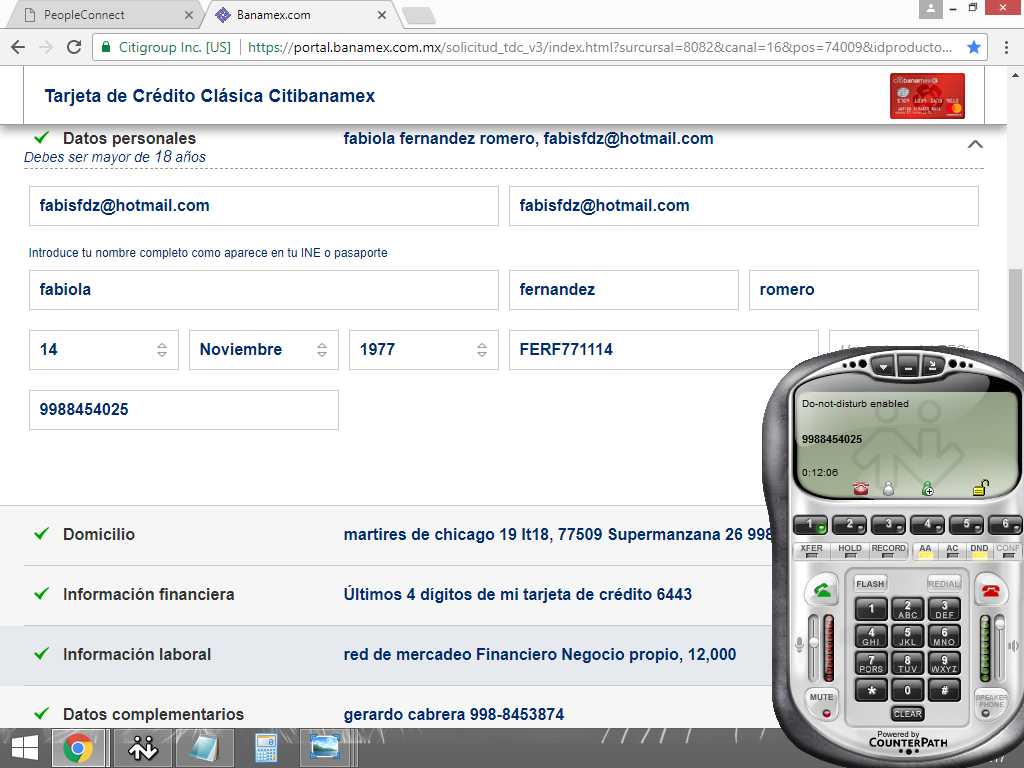 PeopleConnect
Banamex.com
Citigroup Inc. [US]
https://portal.banamex.com.mx/solicitud_tdc_v3/index.html?surcursal=8082&canal=16&pos=74009&idproducto...
Tarjeta de Crédito Clásica Citibanamex
citibanamex
Datos personales
fabiola fernandez romero, fabisfdz@hotmail.com
Debes ser mayor de 18 años
fabisfdz@hotmail.com
fabisfdz@hotmail.com
Introduce tu nombre completo como aparece en tu INE o pasaporte
fabiola
fernandez
romero
14
Noviembre
1977
FERF771114
9988454025
Domicilio
martires de chicago 19 lt18, 77509 Supermanzana 26 998
Información financiera
Últimos 4 dígitos de mi tarjeta de crédito 6443
Información laboral
red de mercadeo Financiero Negocio propio, 12,000
Datos complementarios
gerardo cabrera 998-8453874
Do-not-disturb enabled
9988454025
0:12:06
1 2 3 4 5 6
XFER HOLD RECORD AA AC DND CONF
FLASH
REDIAL
1
2 ABC
3 DEF
4 GHI
5 JKL
6 MNO
7 PQRS
8 TUV
9 WXYZ
* 0 #
MUTE
CLEAR
SPEAKER PHONE
Powered by
COUNTERPATH